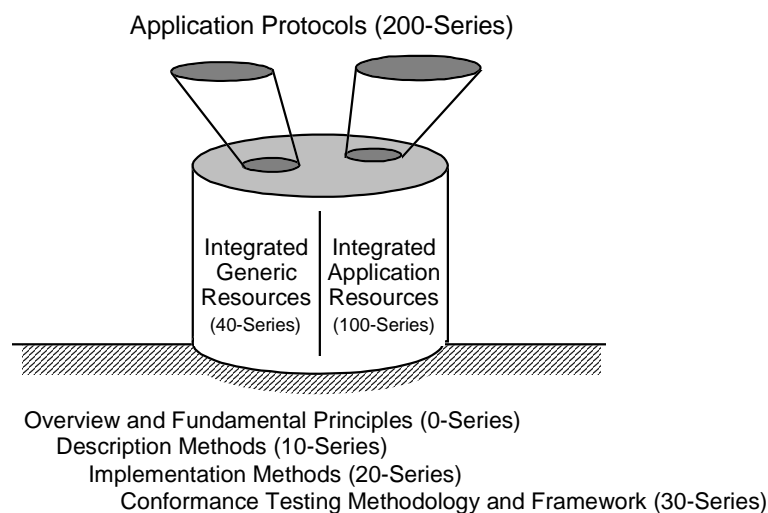 Application Protocols (200-Series)
Integrated
Generic
Resources
(40-Series)
Integrated
Application
Resources
(100-Series)
Overview and Fundamental Principles (0-Series)
Description Methods (10-Series)
Implementation Methods (20-Series)
Conformance Testing Methodology and Framework (30-Series)